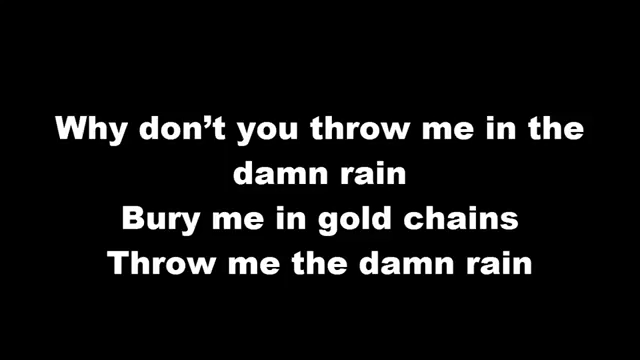 Why don’t you throw me in the
damn rain
Bury me in gold chains
Throw me the damn rain